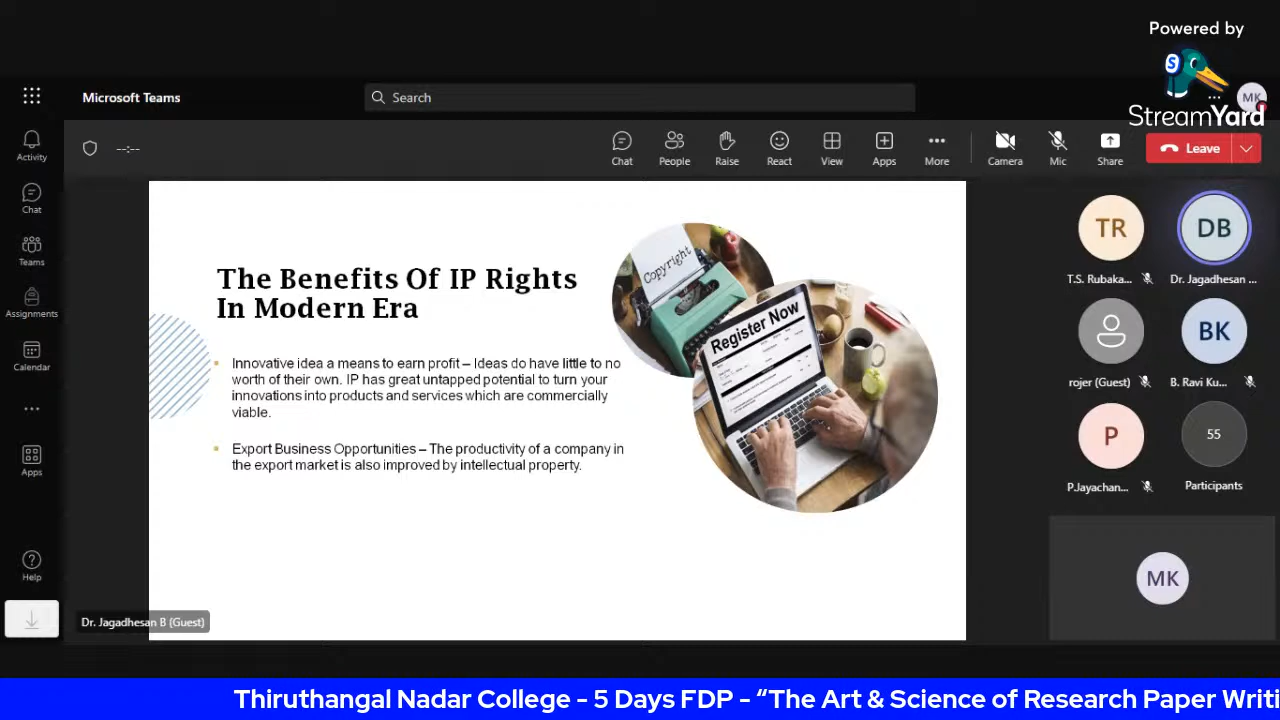 Powered by
StreamYard
Microsoft Teams
Search
MK
--:--
Chat
People
Raise
React
View
Apps
More
Camera
Mic
Share
Leave
Activity
Chat
Teams
Assignments
Calendar
Apps
Help
The Benefits Of IP Rights
In Modern Era
Innovative idea a means to earn profit – Ideas do have little to no
worth of their own. IP has great untapped potential to turn your
innovations into products and services which are commercially
viable.
Export Business Opportunities – The productivity of a company in
the export market is also improved by intellectual property.
Copyright
Register Now
TR
T.S. Rubaka...
DB
Dr. Jagadhesan ...
rojer (Guest)
BK
B. Ravi Ku...
P
P.Jayachan...
55
Participants
MK
Dr. Jagadhesan B (Guest)
Thiruthangal Nadar College - 5 Days FDP - “The Art & Science of Research Paper Writi